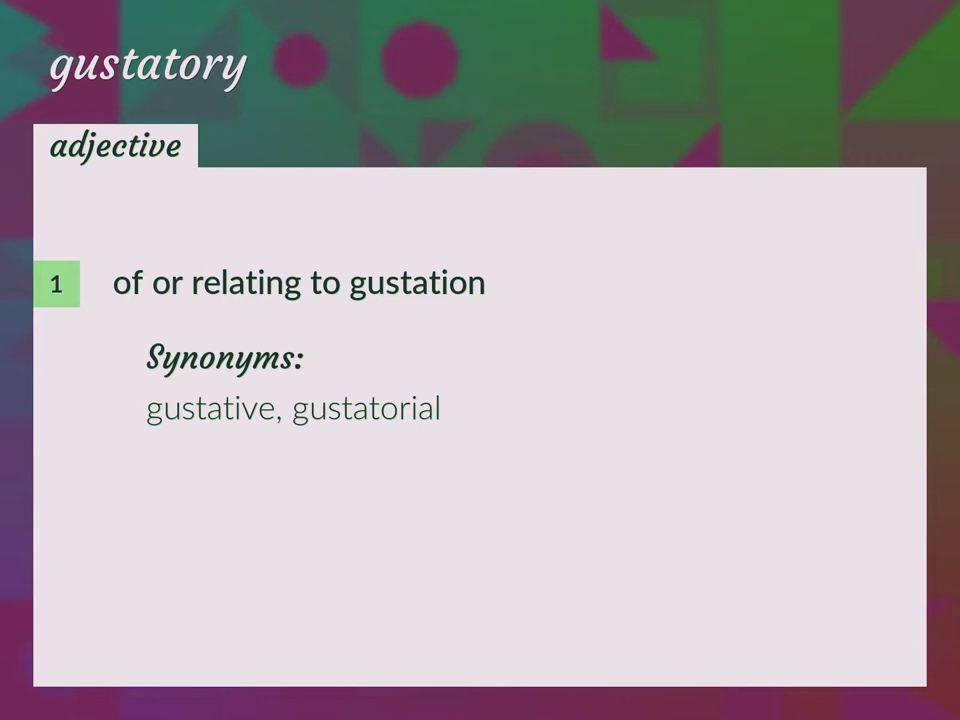 gustatory
adjective
1 of or relating to gustation
Synonyms:
gustative, gustatorial